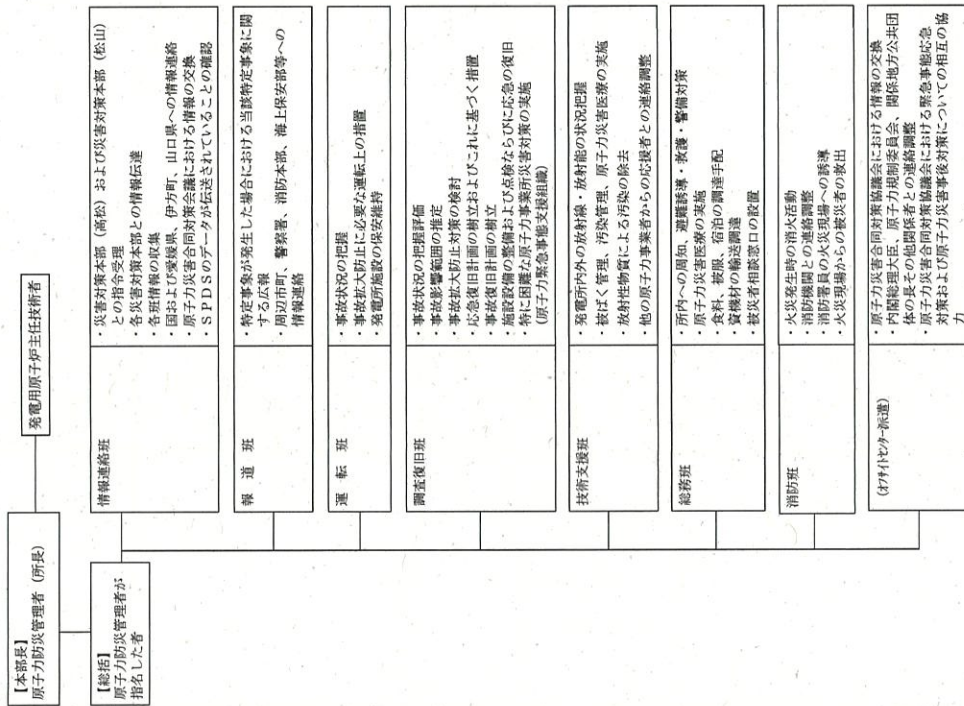 【本部長】
原子力防災管理者（所長）
発電用原子炉主任技術者
【総括】
原子力防災管理者が
指名した者
情報連絡班
・災害対策本部（高松）および災害対策本部（松山）
との指令受理
・各災害対策本部との情報伝達
・各班情報の収集
・国および愛媛県、伊方町、山口県への情報連絡
・原子力災害合同対策会議における情報の交換
・ＳＰＤＳのデータが伝送されていることの確認
報道班
・特定事象が発生した場合における当該特定事象に関
する広報
・周辺市町、警察署、消防本部、海上保安部等への
情報連絡
運転班
・事故状況の把握
・事故拡大防止に必要な運転上の措置
・発電所施設の保安維持
調査復旧班
・事故状況の把握評価
・事故影響範囲の推定
・事故拡大防止対策の検討
・応急復旧計画の樹立およびこれに基づく措置
・事故復旧計画の樹立
・施設設備の整備および点検ならびに応急の復旧
・特に困難な原子力事業所災害対策の実施
（原子力緊急事態支援組織）
技術支援班
・発電所内外の放射線・放射能の状況把握
・被ばく管理、汚染管理、原子力災害医療の実施
・放射性物質による汚染の除去
・他の原子力事業者からの応援者との連絡調整
総務班
・所内への周知、避難誘導・救護・警備対策
・原子力災害医療の実施
・食料、被服、宿泊の調達手配
・資機材の輸送調達
・被災者相談窓口の設置
消防班
・火災発生時の消火活動
・消防機関との連絡調整
・消防署員の火災現場への誘導
・火災現場からの被災者の救出
（ｵﾌｻｲﾄｾﾝﾀｰ派遣）
・原子力災害合同対策協議会における情報の交換
・内閣総理大臣、原子力規制委員会、関係地方公共団
体の長その他関係者との連絡調整
・原子力災害合同対策協議会における緊急事態応急
対策および原子力災害事後対策についての相互の協
力